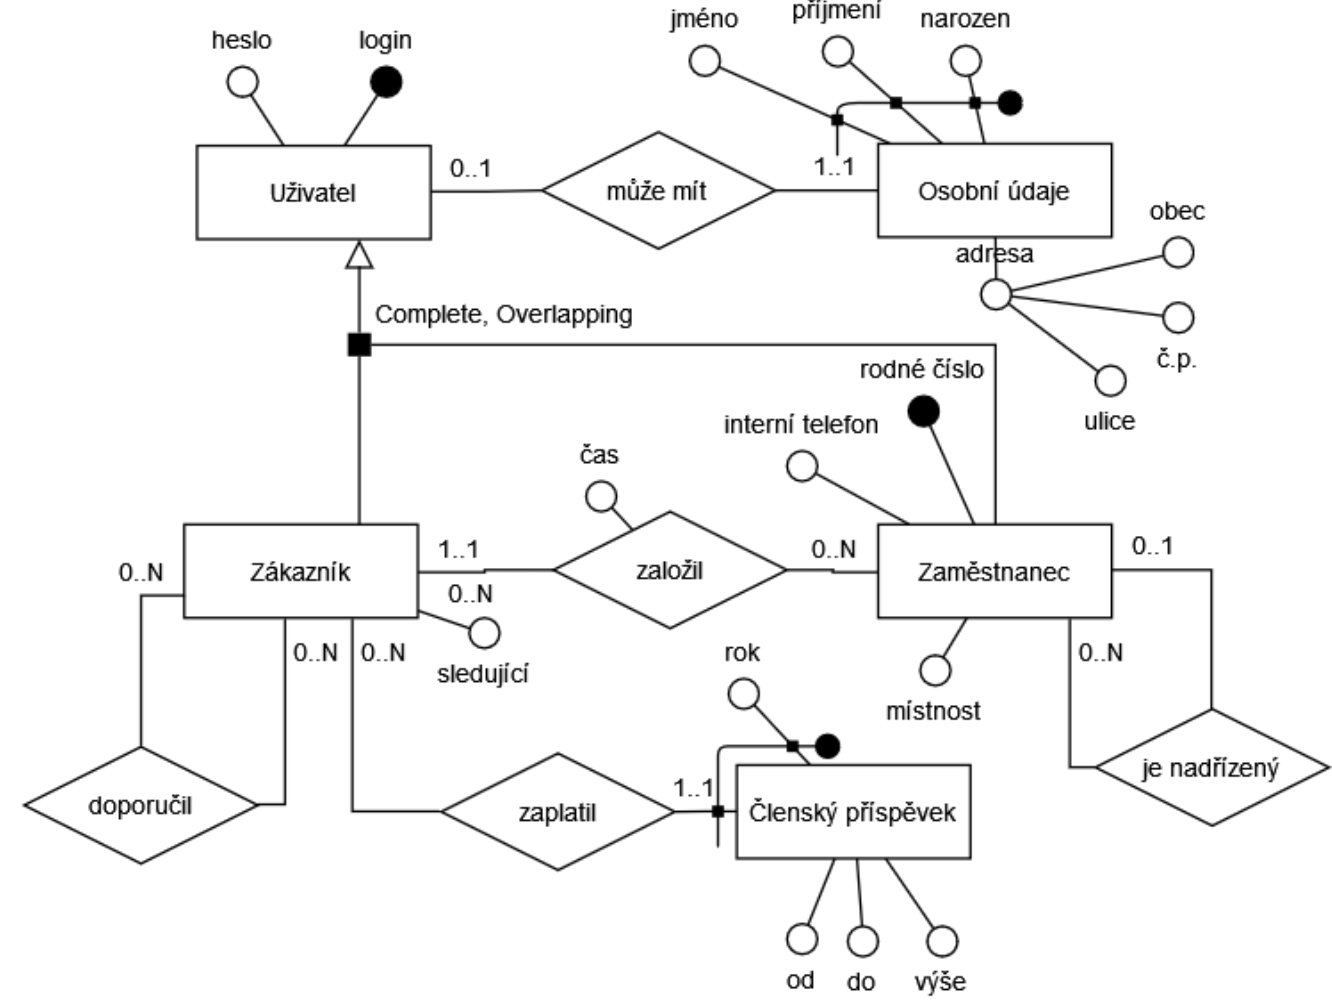 jméno
příjmení
narozen
heslo
login
0..1
1..1
Uživatel
může mít
Osobní údaje
obec
adresa
č.p.
ulice
Complete, Overlapping
rodné číslo
interní telefon
čas
0..N
1..1
0..N
0..1
Zákazník
založil
Zaměstnanec
0..N
sledující
0..N
0..N
0..N
rok
místnost
je nadřízený
doporučil
zaplatil
1..1
Členský příspěvek
od
do
výše